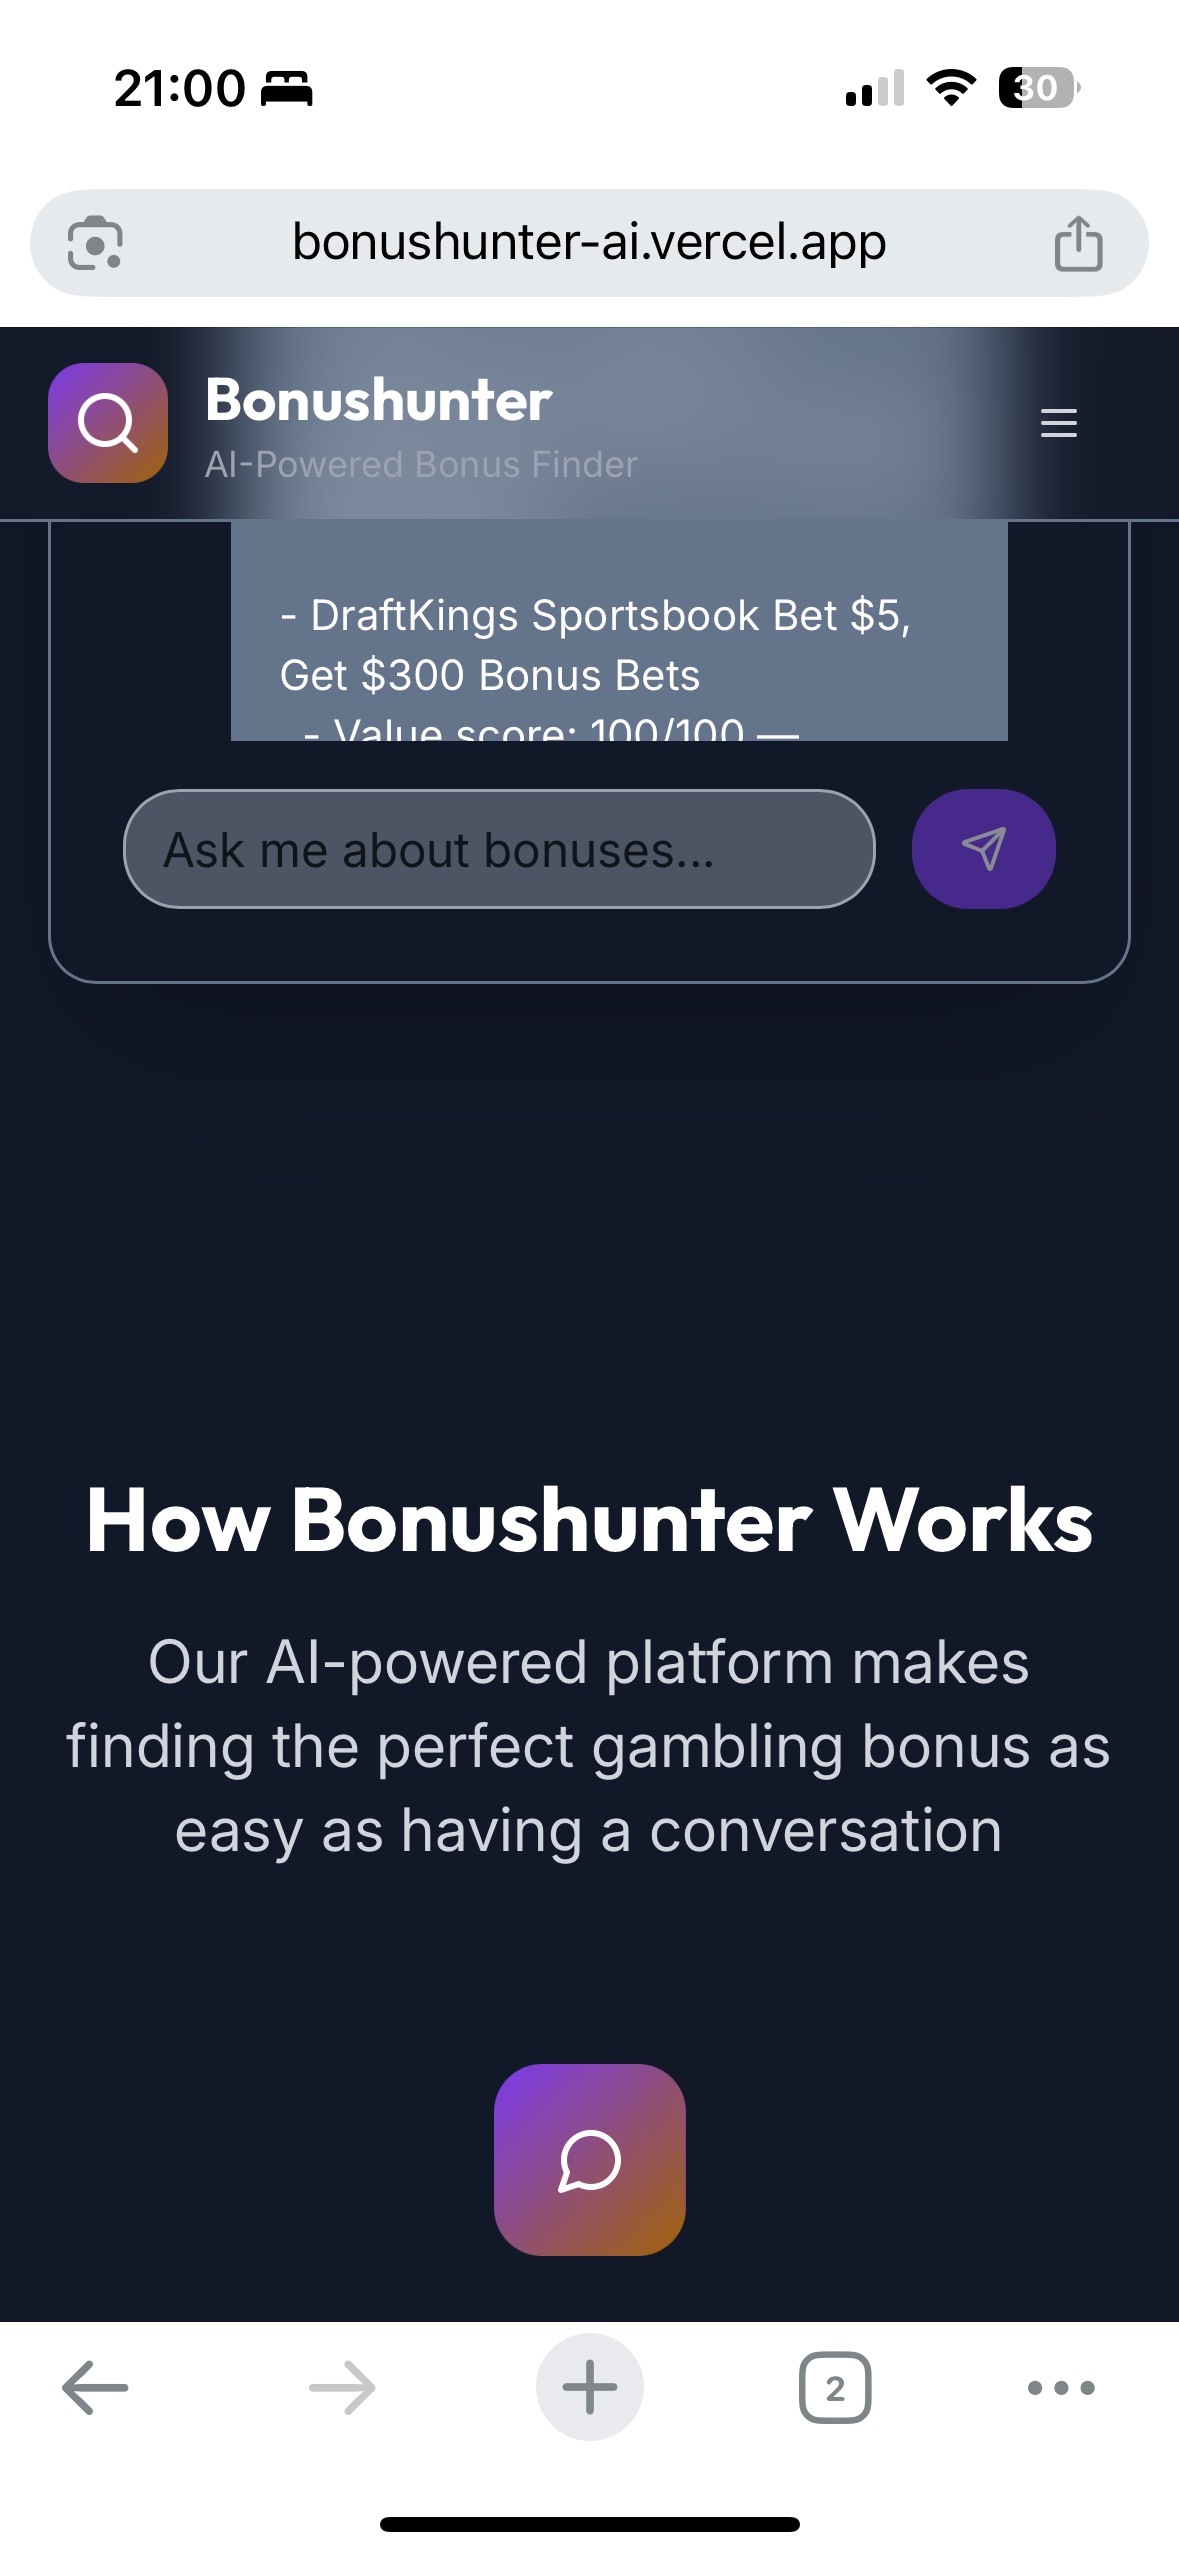 21:00
30
bonushunter-ai.vercel.app
Bonushunter
AI-Powered Bonus Finder
- DraftKings Sportsbook Bet $5,
Get $300 Bonus Bets
- Value score: 100/100 —
Ask me about bonuses...
How Bonushunter Works
Our AI-powered platform makes
finding the perfect gambling bonus as
easy as having a conversation
2